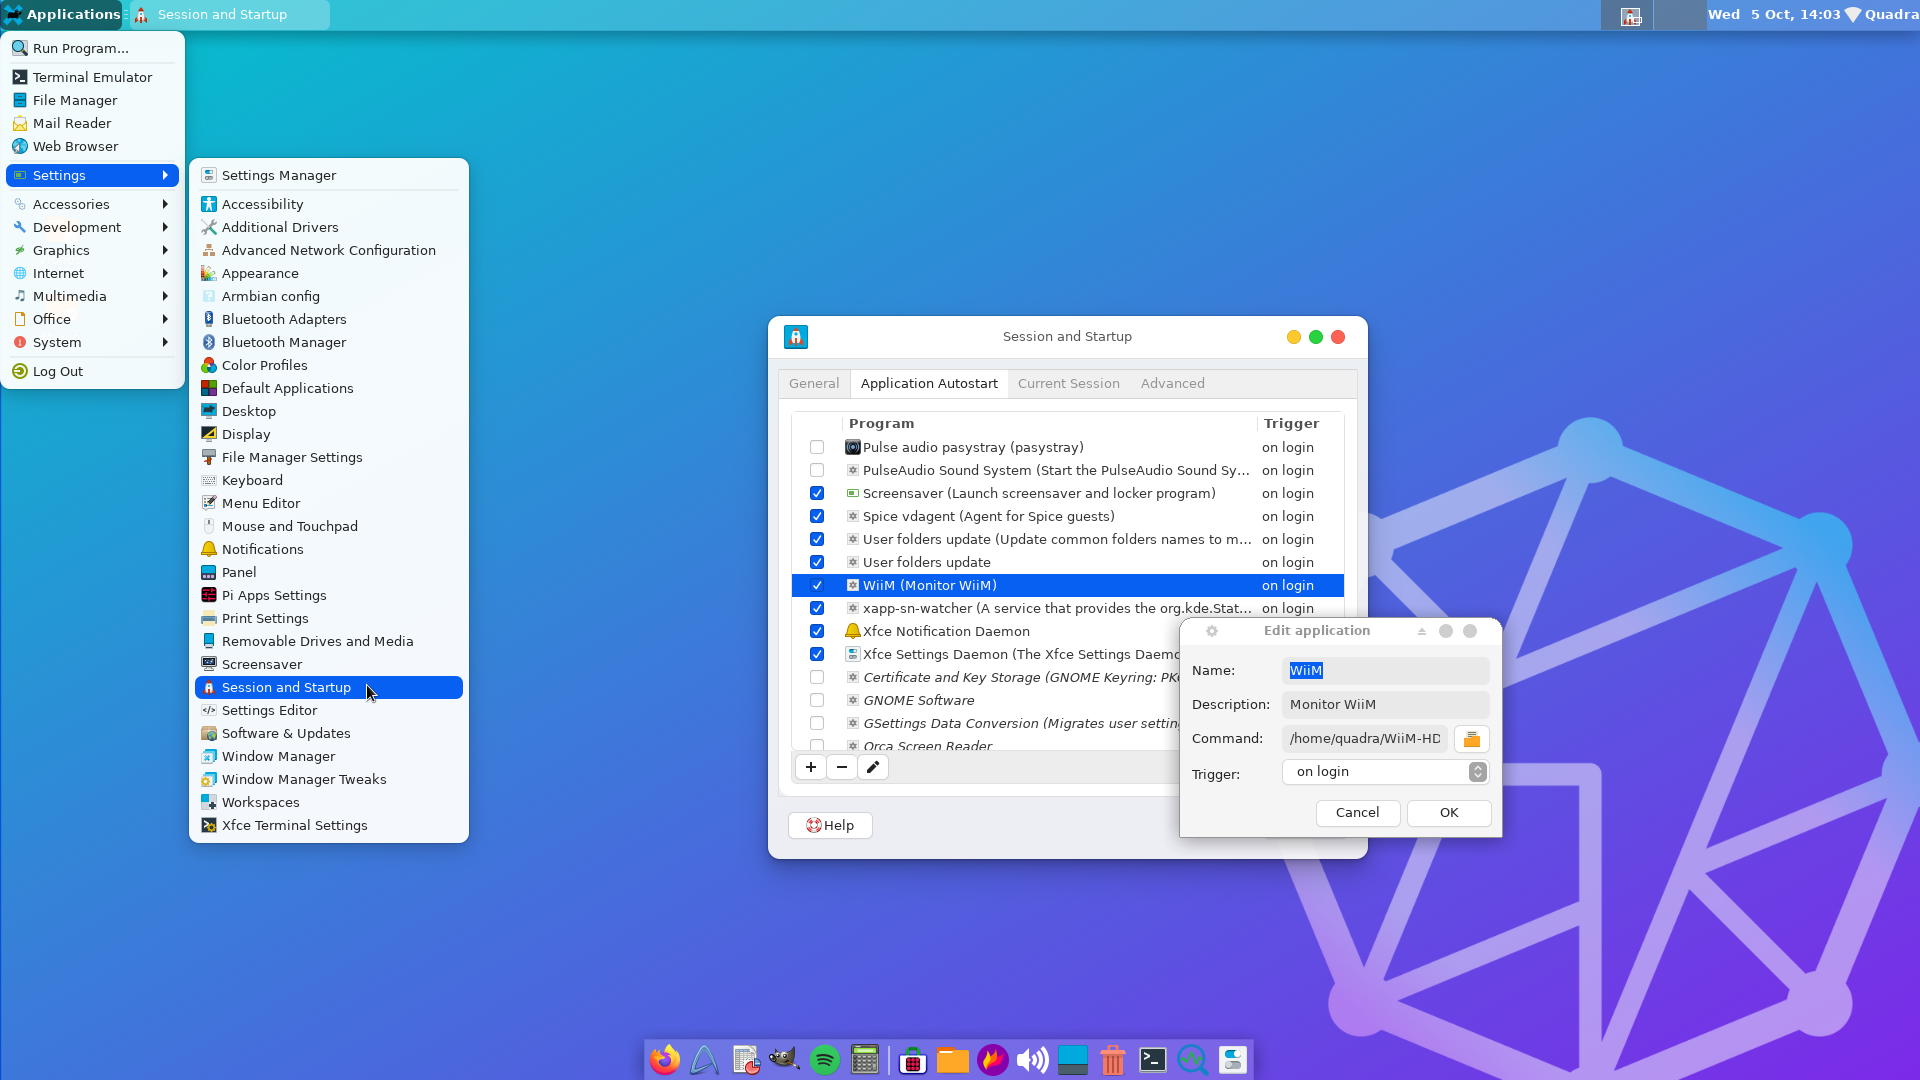 Applications
Session and Startup
Wed 5 Oct, 14:03
Quadra
Run Program...
Terminal Emulator
File Manager
Mail Reader
Web Browser
Settings
Accessories
Development
Graphics
Internet
Multimedia
Office
System
Log Out
Settings Manager
Accessibility
Additional Drivers
Advanced Network Configuration
Appearance
Armbian config
Bluetooth Adapters
Bluetooth Manager
Color Profiles
Default Applications
Desktop
Display
File Manager Settings
Keyboard
Menu Editor
Mouse and Touchpad
Notifications
Panel
Pi Apps Settings
Print Settings
Removable Drives and Media
Screensaver
Session and Startup
Settings Editor
Software & Updates
Window Manager
Window Manager Tweaks
Workspaces
Xfce Terminal Settings
Session and Startup
General Application Autostart Current Session Advanced
Program Trigger
Pulse audio pasystray (pasystray) on login
PulseAudio Sound System (Start the PulseAudio Sound Sy... on login
Screensaver (Launch screensaver and locker program) on login
Spice vdagent (Agent for Spice guests) on login
User folders update (Update common folders names to m... on login
User folders update on login
WiiM (Monitor WiiM) on login
xapp-sn-watcher (A service that provides the org.kde.Stat... on login
Xfce Notification Daemon
Xfce Settings Daemon (The Xfce Settings Daemo
Certificate and Key Storage (GNOME Keyring: PK
GNOME Software
GSettings Data Conversion (Migrates user settin
Orca Screen Reader
Help
Edit application
Name: WiiM
Description: Monitor WiiM
Command: /home/quadra/WiiM-HD
Trigger: on login
Cancel OK